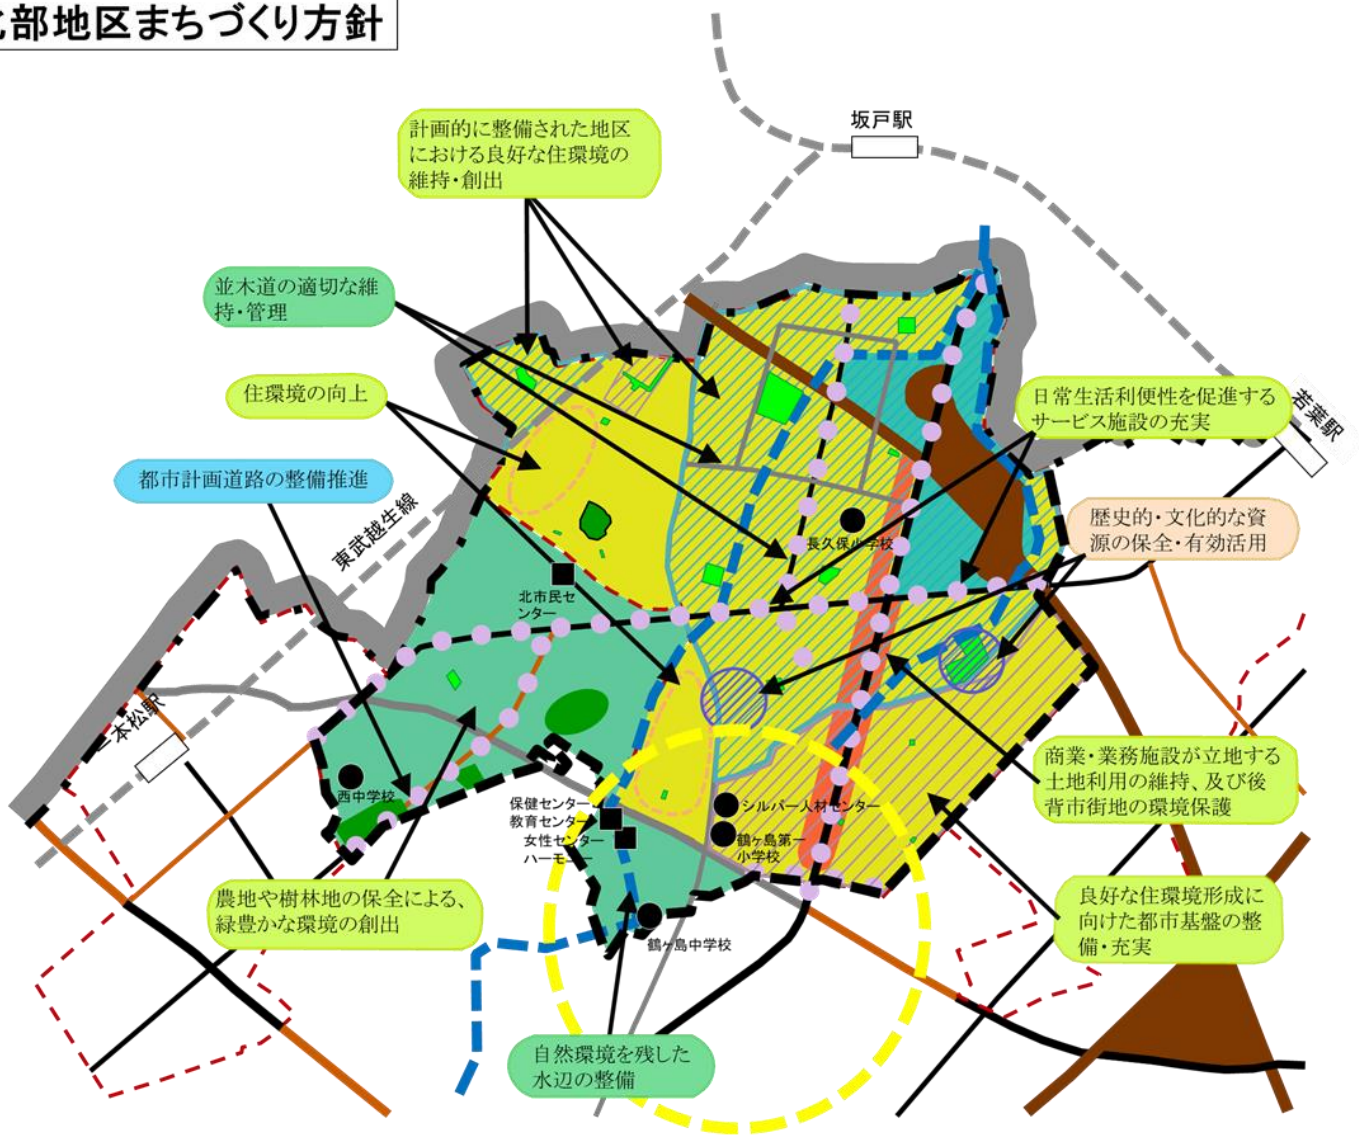 部地区まちづくり方針
坂戸駅
計画的に整備された地区
における良好な住環境の
維持・創出
並木道の適切な維
持・管理
住環境の向上
日常生活利便性を促進する
サービス施設の充実
若葉駅
都市計画道路の整備推進
東武越生線
歴史的・文化的な資
源の保全・有効活用
長久保小学校
北市民セ
ンター
一本松駅
西中学校
保健センター
教育センター
女性センター
ハーモニー
シルバー人材センター
鶴ヶ島第一
小学校
商業・業務施設が立地する
土地利用の維持、及び後
背市街地の環境保護
農地や樹林地の保全による、
緑豊かな環境の創出
良好な住環境形成に
向けた都市基盤の整
備・充実
鶴ヶ島中学校
自然環境を残した
水辺の整備